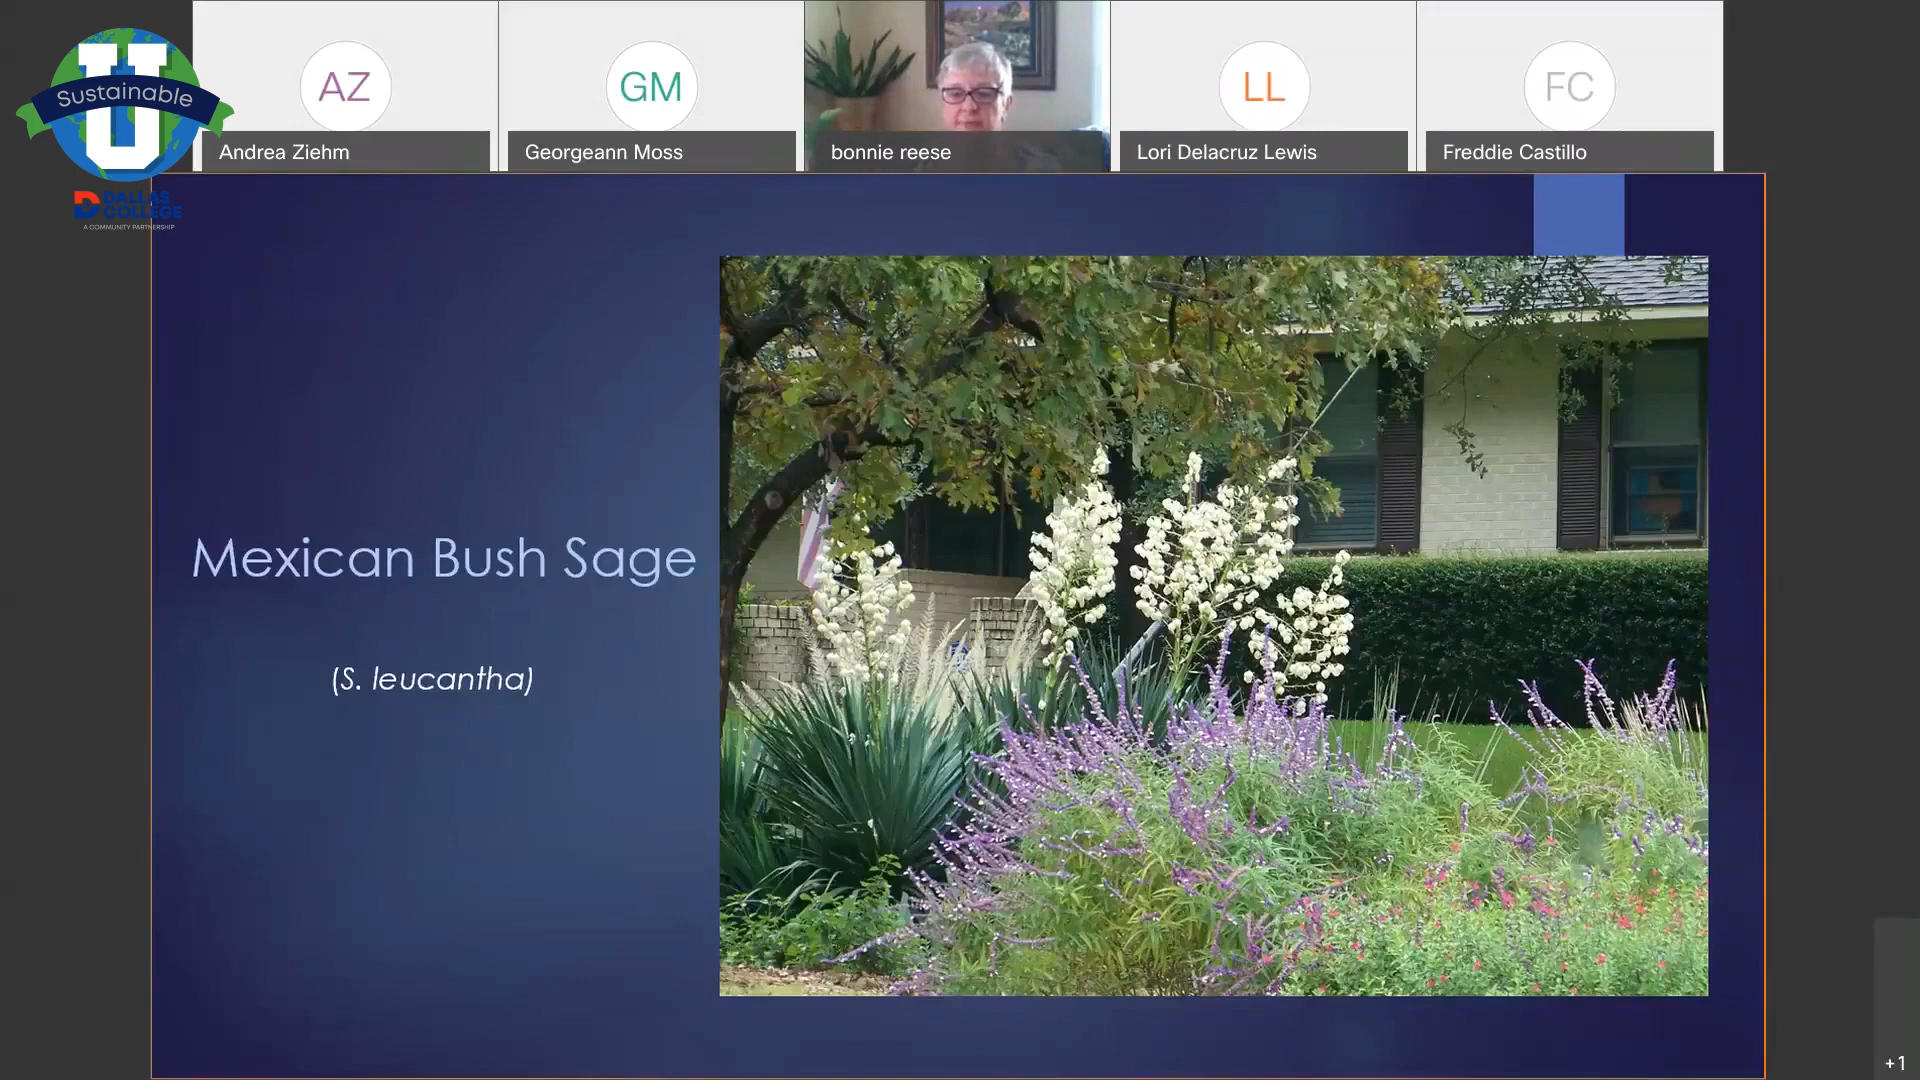 U
Sustainable
DALLAS
COLLEGE
A COMMUNITY PARTNERSHIP
AZ
Andrea Ziehm
GM
Georgeann Moss
bonnie reese
LL
Lori Delacruz Lewis
FC
Freddie Castillo
Mexican Bush Sage
(S. leucantha)
+1